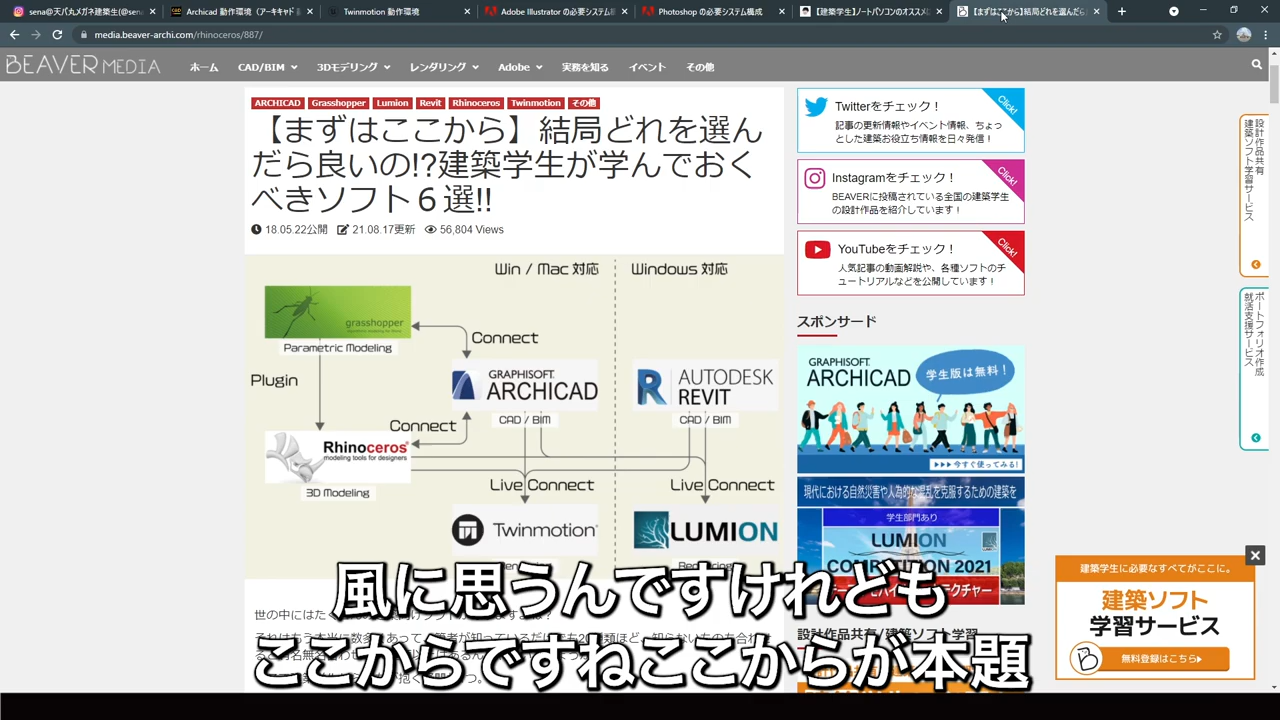 sena@天パ丸メガネ建築生(@sen
Archicad 動作環境（アーキキャド
Twinmotion 動作環境
Adobe Illustrator の必要システム
Photoshop の必要システム構成
【建築学生】ノートパソコンのオススメ
【まずはここから】結局どれを選んだら
media.beaver-archi.com/rhinoceros/887/
BEAVER MEDIA
ホーム CAD/BIM 3Dモデリング レンダリング Adobe 実務を知る イベント その他
ARCHICAD Grasshopper Lumion Revit Rhinoceros Twinmotion その他
【まずはここから】結局どれを選ん
だら良いの!?建築学生が学んでおく
べきソフト６選!!
18.05.22公開 21.08.17更新 56,804 Views
Win / Mac 対応 Windows 対応
grasshopper
Parametric Modeling
Connect
Plugin
GRAPHISOFT
ARCHICAD
CAD / BIM
AUTODESK
REVIT
CAD / BIM
Connect
Rhinoceros
modeling tools for designers
3D Modeling
Live Connect Live Connect
Twinmotion
LUMION
世の中にはたく
風に思うんですけれども
ここからですねここからが本題
Twitterをチェック！
Click!
記事の更新情報やイベント情報、ちょっ
とした建築お役立ち情報を日々発信！
Instagramをチェック！
Click!
BEAVERに投稿されている全国の建築学生
の設計作品を紹介しています！
YouTubeをチェック！
Click!
人気記事の動画解説や、各種ソフトのチ
ュートリアルなどを公開しています！
スポンサード
GRAPHISOFT
ARCHICAD
学生版は無料！
今すぐ使ってみる!
現代における自然災害や人為的な混乱を克服するための建築を
学生部門あり
LUMION
COMPETITION 2021
設計作品共有/建築ソフト学習
設計作品共有
建築ソフト学習サービス
ポートフォリオ作成
就活支援サービス
建築学生に必要なすべてがここに。
建築ソフト
学習サービス
無料登録はこちら